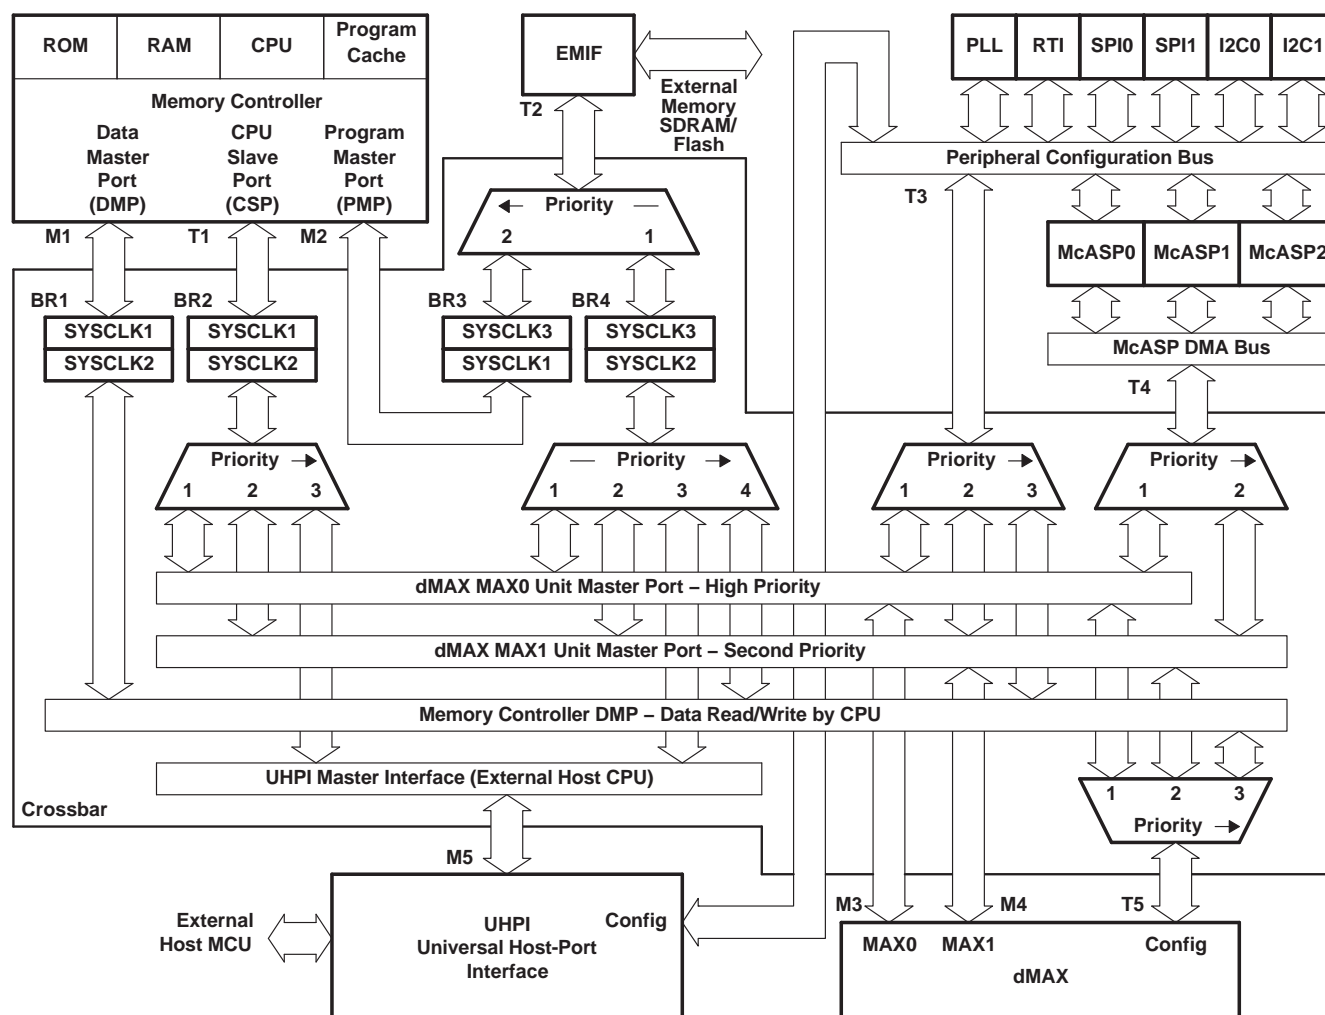 ROM
RAM
CPU
Program
Cache
Memory Controller
Data
Master
Port
(DMP)
CPU
Slave
Port
(CSP)
Program
Master
Port
(PMP)
EMIF
External
Memory
SDRAM/
Flash
T2
PLL
RTI
SPI0
SPI1
I2C0
I2C1
Peripheral Configuration Bus
T3
M1
T1
M2
Priority
2
1
McASP0
McASP1
McASP2
BR1
BR2
BR3
BR4
SYSCLK1
SYSCLK2
SYSCLK1
SYSCLK2
SYSCLK3
SYSCLK1
SYSCLK3
SYSCLK2
McASP DMA Bus
T4
Priority
1
2
3
Priority
1
2
3
4
Priority
1
2
3
Priority
1
2
dMAX MAX0 Unit Master Port – High Priority
dMAX MAX1 Unit Master Port – Second Priority
Memory Controller DMP – Data Read/Write by CPU
UHPI Master Interface (External Host CPU)
Crossbar
1
2
3
Priority
M5
M3
M4
T5
External
Host MCU
UHPI
Universal Host-Port
Interface
Config
MAX0
MAX1
Config
dMAX